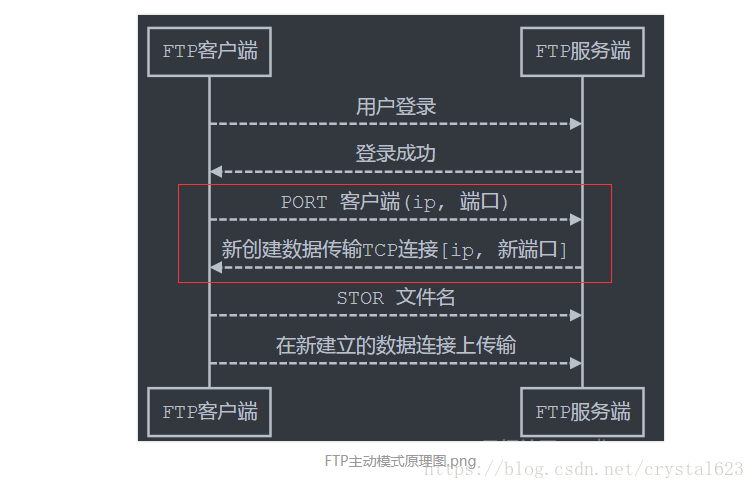 FTP客户端 FTP服务端
用户登录
登录成功
PORT 客户端(ip, 端口)
新创建数据传输TCP连接[ip, 新端口]
STOR 文件名
在新建立的数据连接上传输
FTP客户端 FTP服务端
FTP主动模式原理图.png
https://blog.csdn.net/crystal623